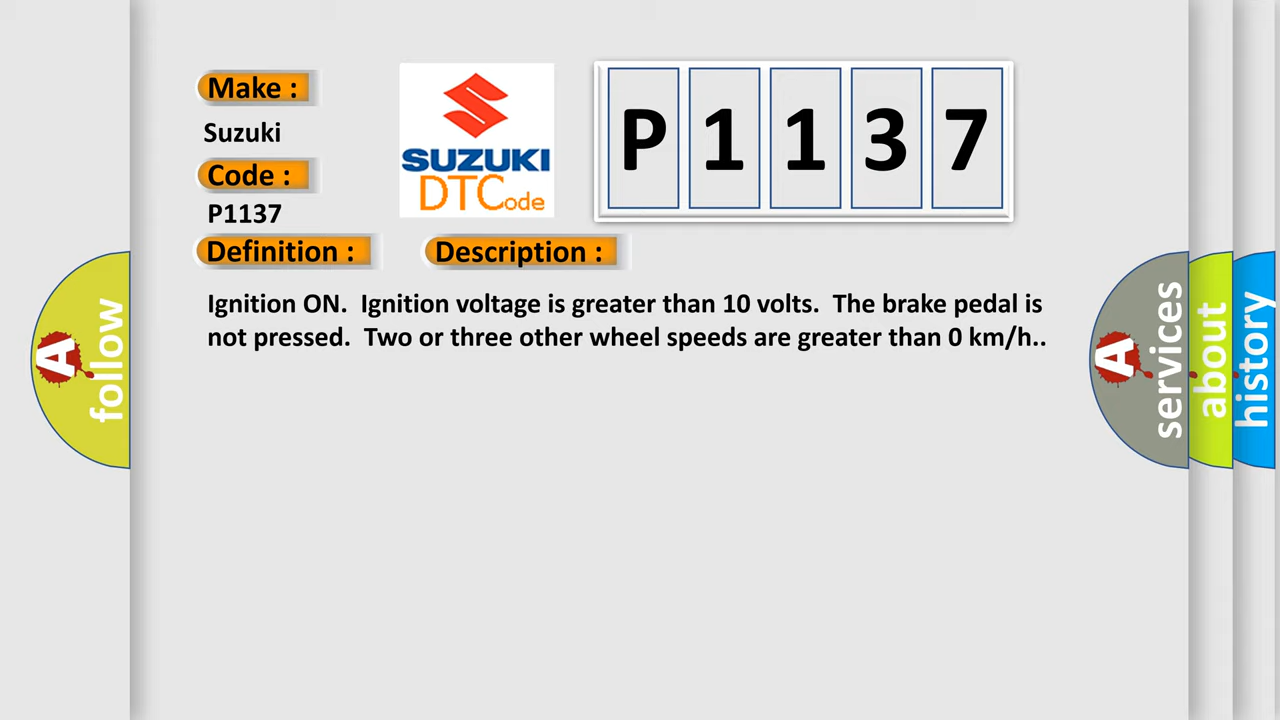 Make :
Suzuki
Code :
P1137
Definition :
Description :
SUZUKI
DTCode
P 1 1 3 7
Ignition ON. Ignition voltage is greater than 10 volts. The brake pedal is
not pressed. Two or three other wheel speeds are greater than 0 km/h..
A
follow
A
services
about
history